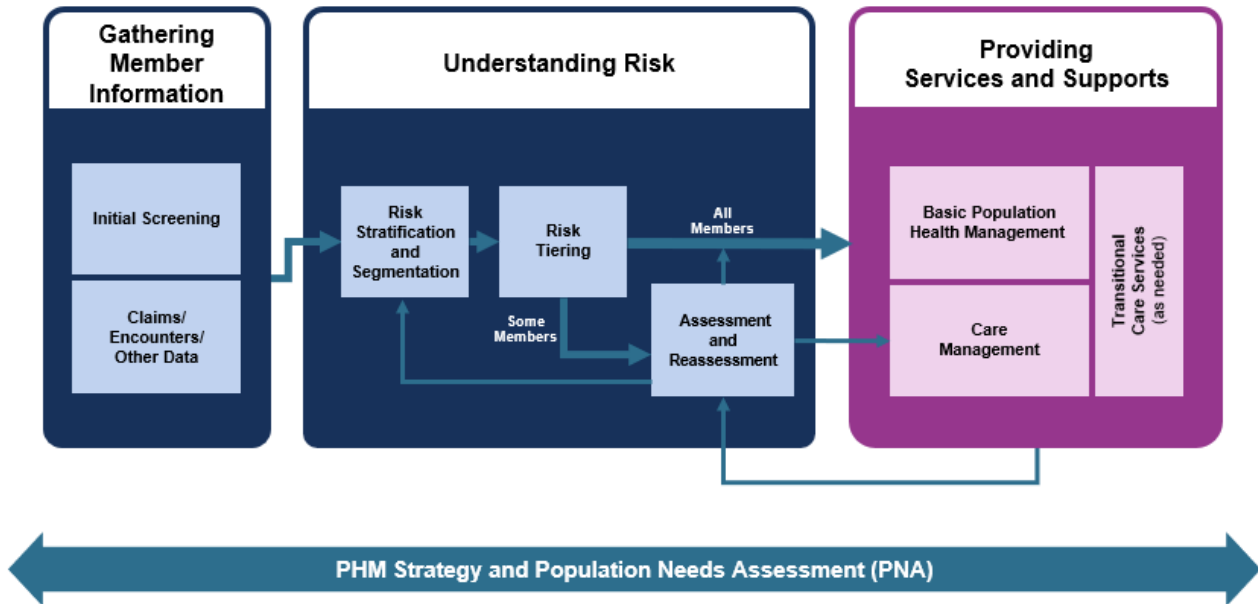 Gathering
Member
Information
Initial Screening
Claims/
Encounters/
Other Data
Understanding Risk
Risk
Stratification
and
Segmentation
Risk
Tiering
All
Members
Some
Members
Assessment
and
Reassessment
Providing
Services and Supports
Basic Population
Health Management
Care
Management
Transitional
Care Services
(as needed)
PHM Strategy and Population Needs Assessment (PNA)